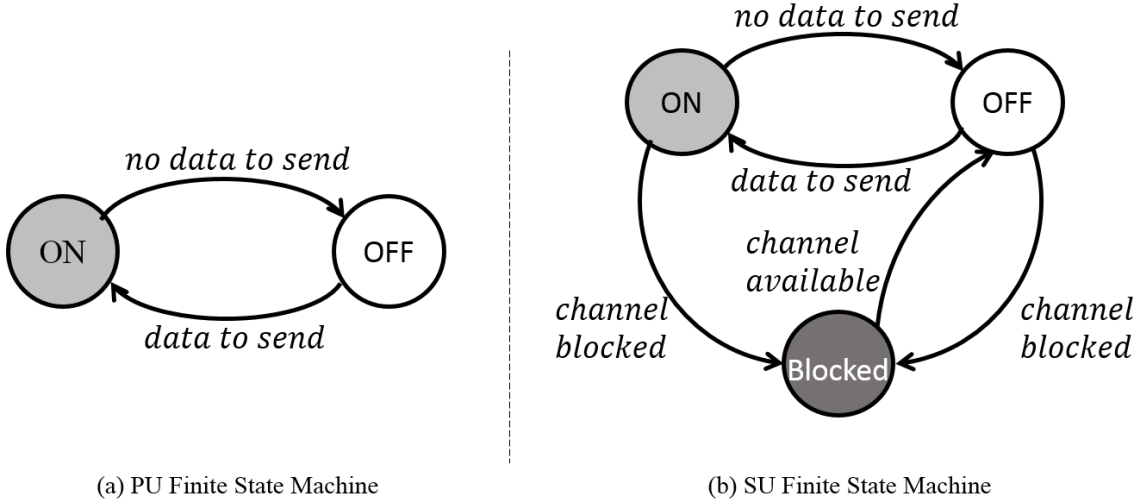 no data to send
ON
OFF
data to send
(a) PU Finite State Machine
no data to send
ON
OFF
data to send
channel
available
channel
blocked
channel
blocked
Blocked
(b) SU Finite State Machine